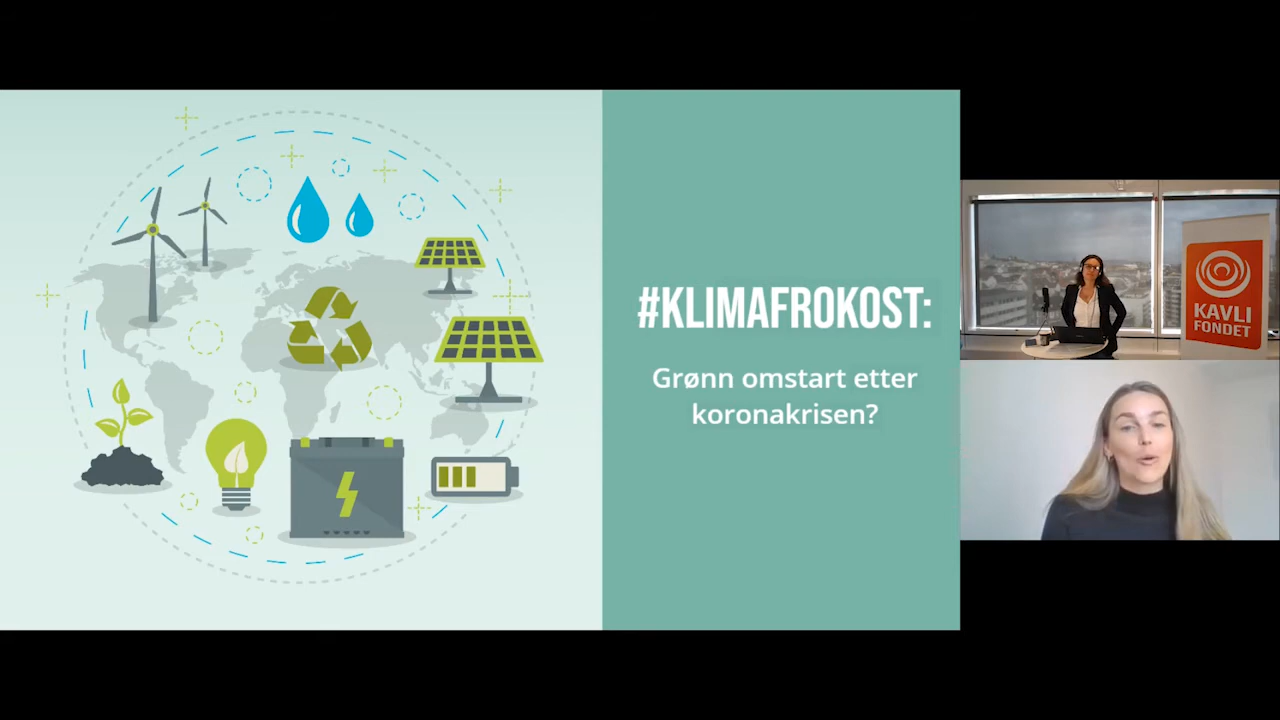 #KLIMAFROKOST:
Grønn omstart etter
koronakrisen?
KAVLI
FONDET